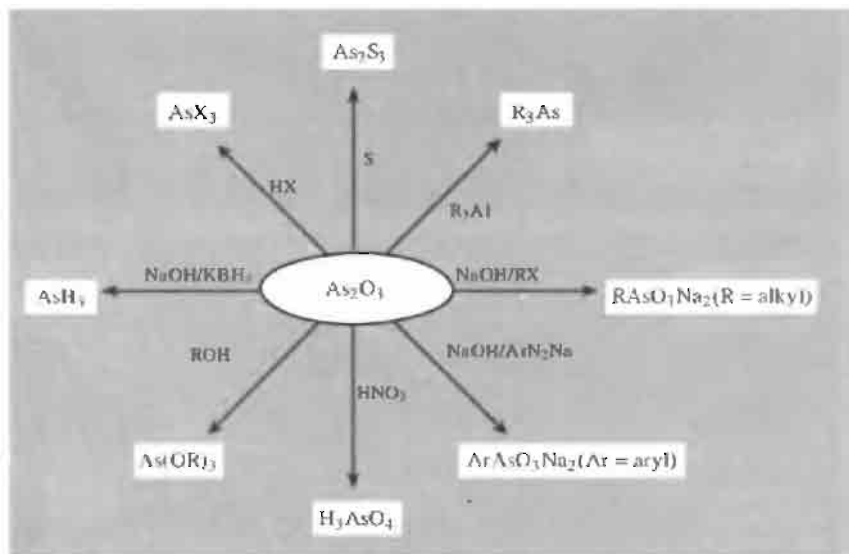 As₂S₃
AsX₃
R₃As
S
HX
R₃Al
NaOH/KBH₄
As₂O₃
NaOH/RX
AsH₃
RAsO₃Na₂(R = alkyl)
ROH
HNO₃
NaOH/ArN₂Na
As(OR)₃
ArAsO₃Na₂(Ar = aryl)
H₃AsO₄